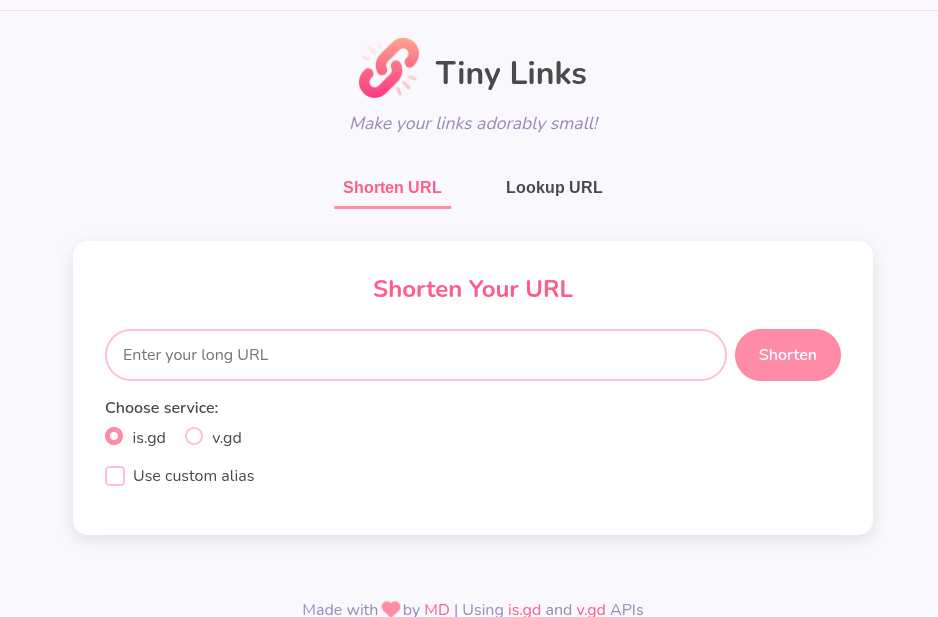 Tiny Links
Make your links adorably small!
Shorten URL Lookup URL
Shorten Your URL
Enter your long URL Shorten
Choose service:
is.gd v.gd
Use custom alias
Made with by MD | Using is.gd and v.gd APIs